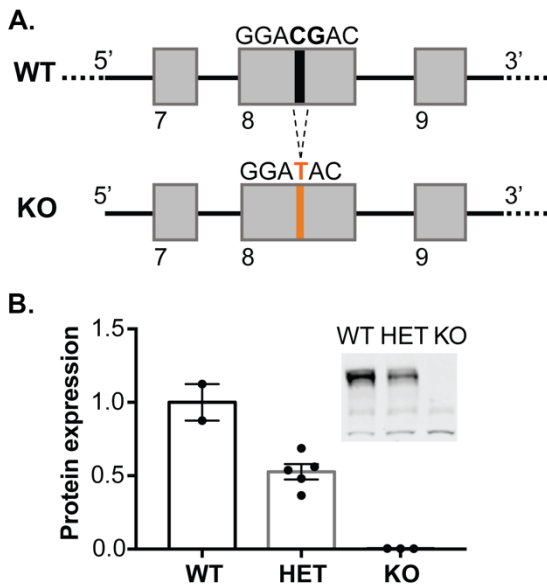 A.
GGACGAC
5’ 3’
WT
7 8 9
GGATAC
5’ 3’
KO
7 8 9
B.
Protein expression
1.5
1.0
0.5
0.0
WT HET KO
WT HET KO